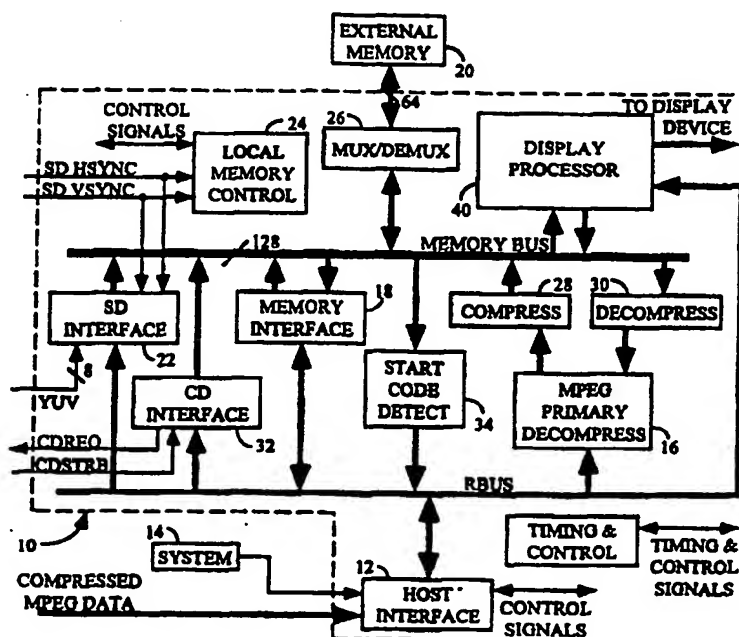 EXTERNAL
MEMORY
20
64
CONTROL
SIGNALS
24
LOCAL
MEMORY
CONTROL
26
MUX/DEMUX
DISPLAY
PROCESSOR
40
TO DISPLAY
DEVICE
SD HSYNC
SD VSYNC
128
MEMORY BUS
SD
INTERFACE
22
8
YUV
MEMORY
INTERFACE
18
COMPRESS
28
30
DECOMPRESS
CD
INTERFACE
32
START
CODE
DETECT
34
MPEG
PRIMARY
DECOMPRESS
16
CDREQ
CDSTRB
RBUS
10
14
SYSTEM
COMPRESSED
MPEG DATA
12
HOST
INTERFACE
CONTROL
SIGNALS
TIMING &
CONTROL
TIMING &
CONTROL
SIGNALS